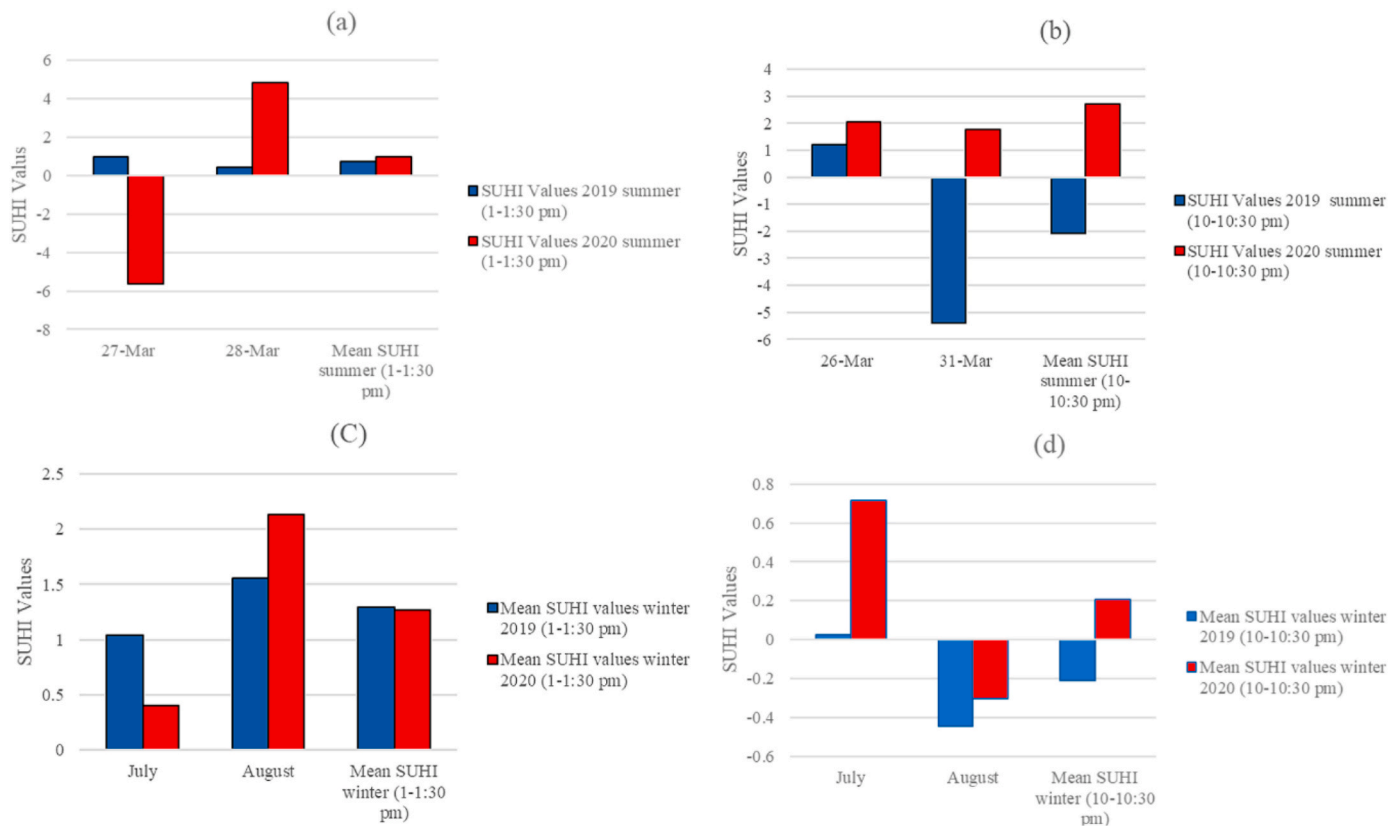 (a)
6
4
2
0
-2
-4
-6
-8
SUHI Valus
27-Mar
28-Mar
Mean SUHI
summer (1-1:30
pm)
SUHI Values 2019 summer
(1-1:30 pm)
SUHI Values 2020 summer
(1-1:30 pm)
(b)
4
3
2
1
0
-1
-2
-3
-4
-5
-6
SUHI Values
26-Mar
31-Mar
Mean SUHI
summer (10-
10:30 pm)
SUHI Values 2019 summer
(10-10:30 pm)
SUHI Values 2020 summer
(10-10:30 pm)
(C)
2.5
2
1.5
1
0.5
0
SUHI Values
July
August
Mean SUHI
winter (1-1:30
pm)
Mean SUHI values winter
2019 (1-1:30 pm)
Mean SUHI values winter
2020 (1-1:30 pm)
(d)
0.8
0.6
0.4
0.2
0
-0.2
-0.4
-0.6
SUHI Values
July
August
Mean SUHI
winter (10-10:30
pm)
Mean SUHI values winter
2019 (10-10:30 pm)
Mean SUHI values winter
2020 (10-10:30 pm)